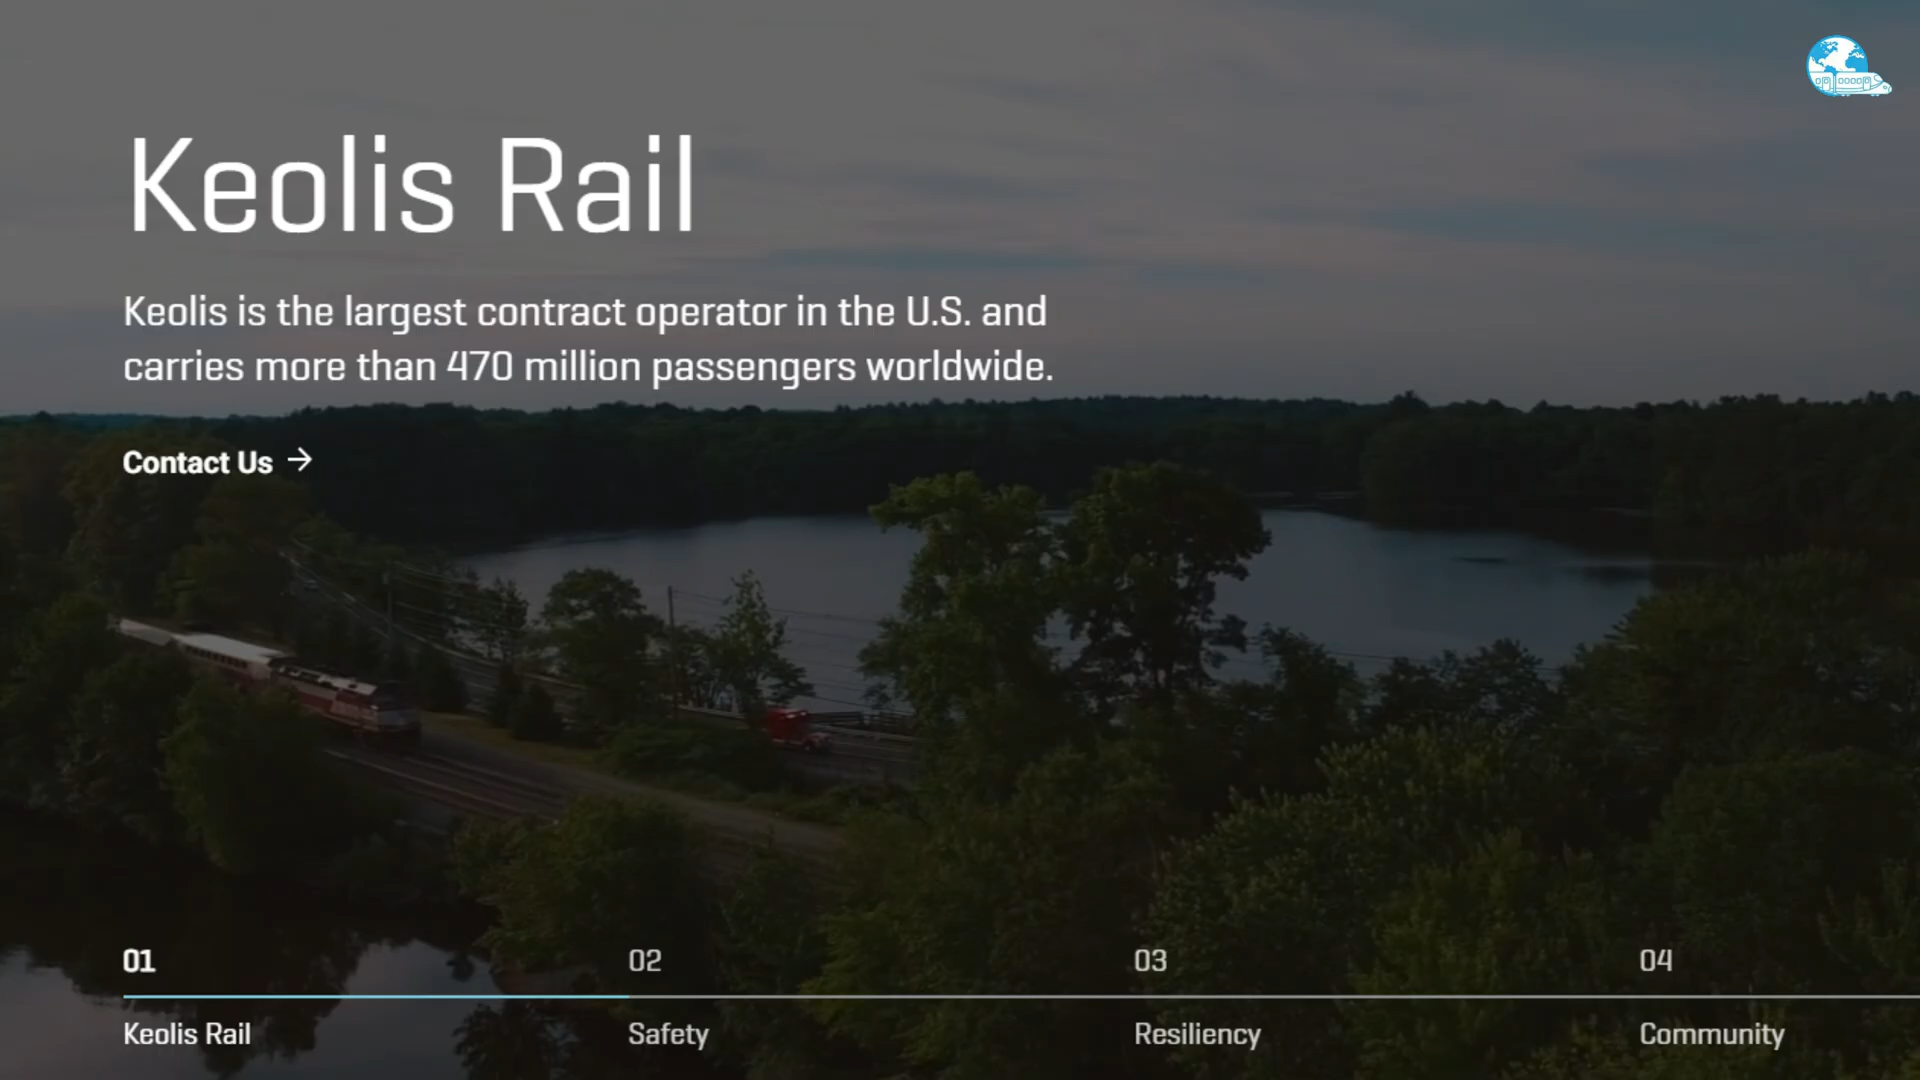 Keolis Rail
Keolis is the largest contract operator in the U.S. and
carries more than 470 million passengers worldwide.
Contact Us →
01
Keolis Rail
02
Safety
03
Resiliency
04
Community